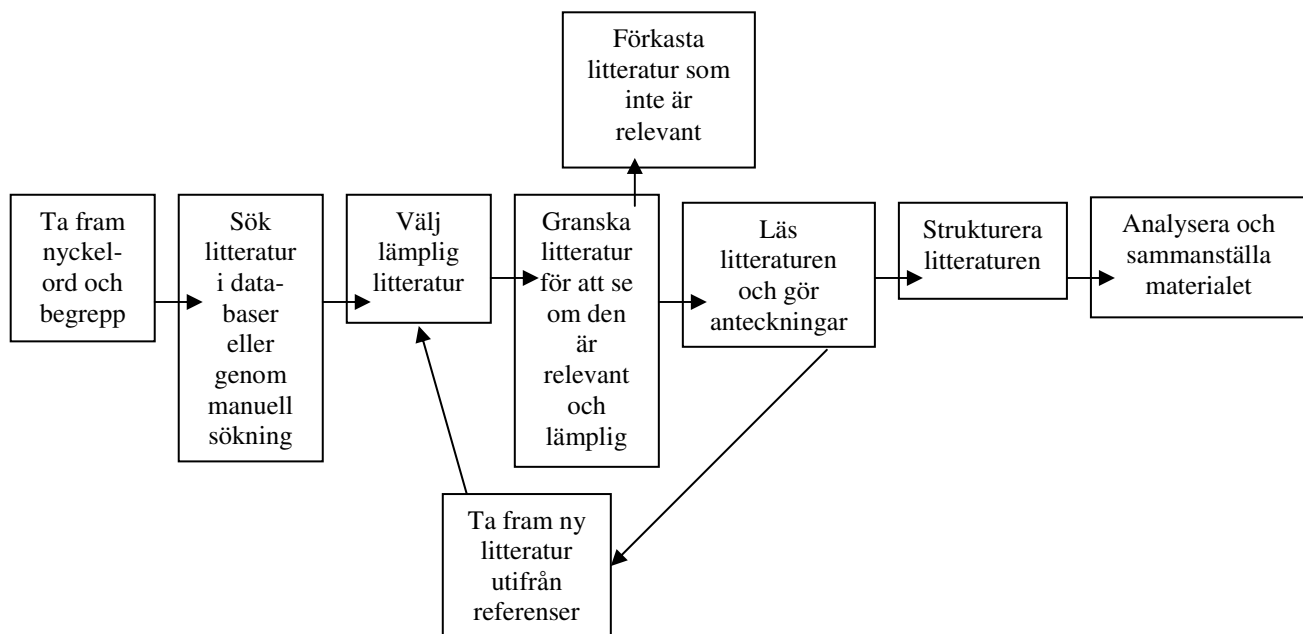 Förkasta
litteratur som
inte är
relevant
Ta fram
nyckel-
ord och
begrepp
Sök
litteratur
i data-
baser
eller
genom
manuell
sökning
Välj
lämplig
litteratur
Granska
litteratur
för att se
om den
är
relevant
och
lämplig
Läs
litteraturen
och gör
anteckningar
Strukturera
litteraturen
Analysera och
sammanställa
materialet
Ta fram ny
litteratur
utifrån
referenser